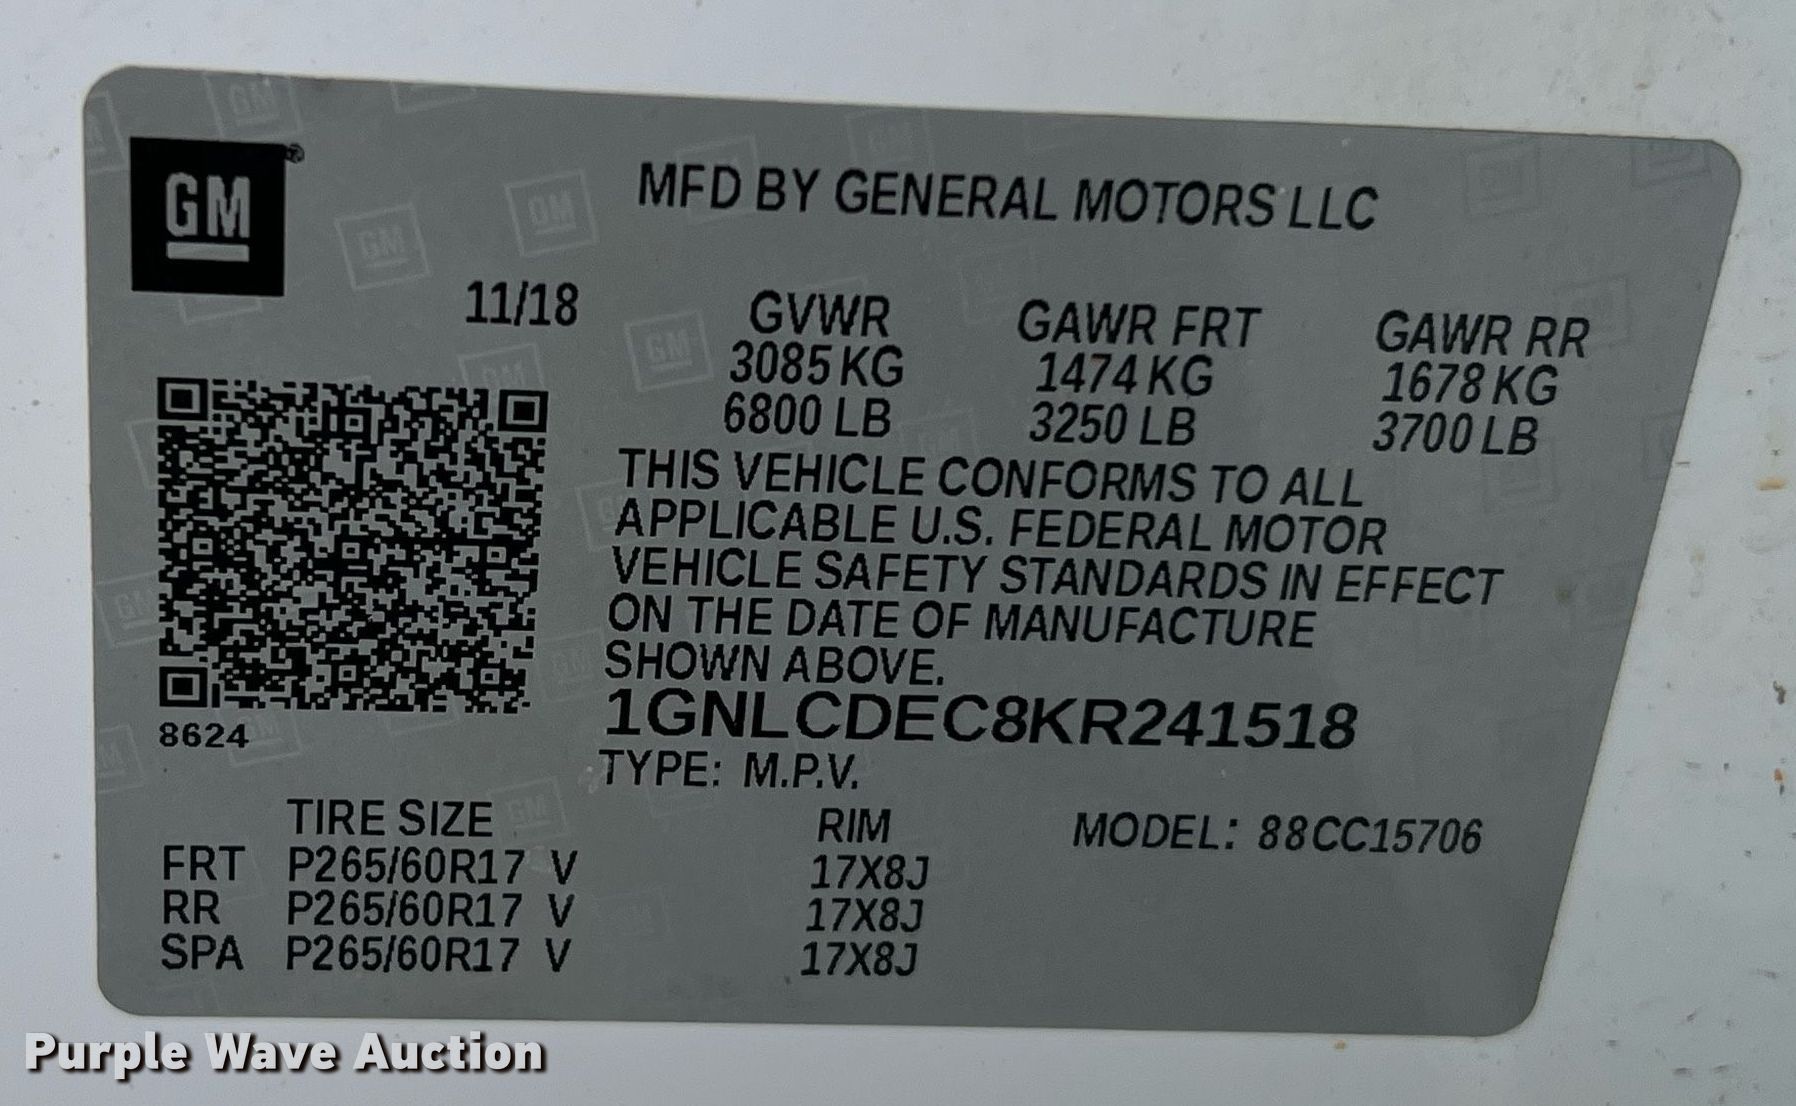 GM®
MFD BY GENERAL MOTORS LLC
11/18 GVWR GAWR FRT GAWR RR
3085 KG 1474 KG 1678 KG
6800 LB 3250 LB 3700 LB
THIS VEHICLE CONFORMS TO ALL
APPLICABLE U.S. FEDERAL MOTOR
VEHICLE SAFETY STANDARDS IN EFFECT
ON THE DATE OF MANUFACTURE
SHOWN ABOVE.
1GNLCDEC8KR241518
8624
TYPE: M.P.V.
TIRE SIZE RIM MODEL: 88CC15706
FRT P265/60R17 V 17X8J
RR P265/60R17 V 17X8J
SPA P265/60R17 V 17X8J
Purple Wave Auction